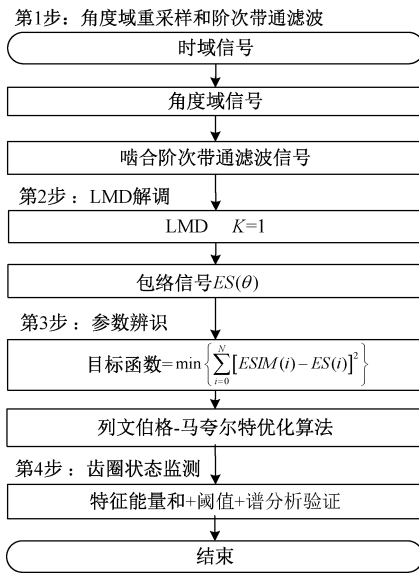 第1步：角度域重采样和阶次带通滤波
时域信号
角度域信号
啮合阶次带通滤波信号
第2步：LMD解调
LMD K=1
包络信号ES(θ)
第3步：参数辨识
目标函数=min{∑_{i=0}^{N}[ESIM(i)−ES(i)]²}
列文伯格-马夸尔特优化算法
第4步：齿圈状态监测
特征能量和+阈值+谱分析验证
结束